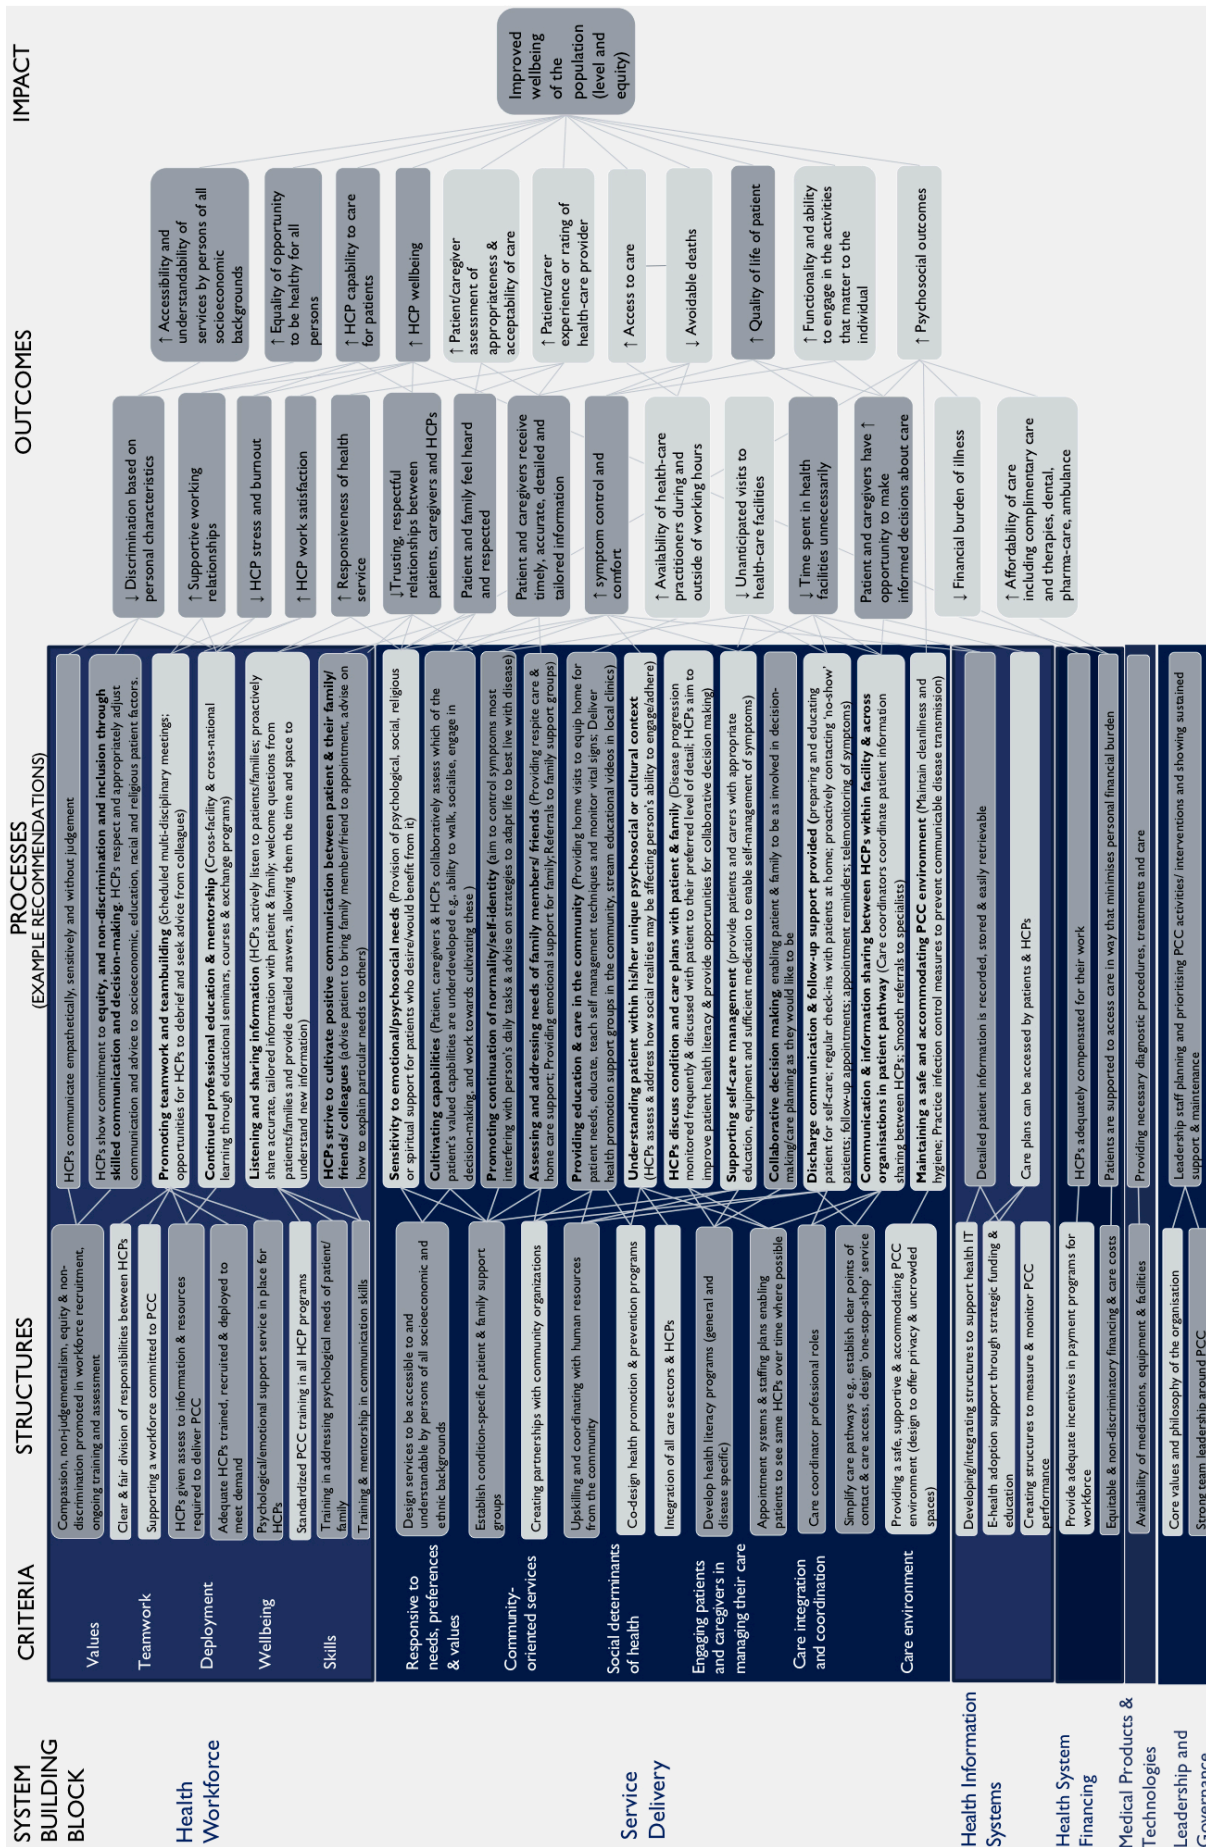 SYSTEM
BUILDING
BLOCK
CRITERIA
STRUCTURES
PROCESSES
(EXAMPLE RECOMMENDATIONS)
OUTCOMES
IMPACT
Health
Workforce
Values
Teamwork
Deployment
Wellbeing
Skills
Compassion, non-judgementalism, equity & non-
discrimination promoted in workforce recruitment,
ongoing training and assessment
Clear & fair division of responsibilities between HCPs
Supporting a workforce committed to PCC
HCPs given assess to information & resources
required to deliver PCC
Adequate HCPs trained, recruited & deployed to
meet demand
Psychological/emotional support service in place for
HCPs
Standardized PCC training in all HCP programs
Training in addressing psychological needs of patient/
family
Training & mentorship in communication skills
HCPs communicate empathetically, sensitively and without judgement
HCPs show commitment to equity, and non-discrimination and inclusion through
skilled communication and decision-making. HCPs respect and appropriately adjust
communication and advice to socioeconomic, education, racial and religious patient factors.
Promoting teamwork and teambuilding (Scheduled multi-disciplinary meetings;
opportunities for HCPs to debrief and seek advice from colleagues)
Continued professional education & mentorship (Cross-facility & cross-national
learning through educational seminars, courses & exchange programs)
Listening and sharing information (HCPs actively listen to patients/families; proactively
share accurate, tailored information with patient & family; welcome questions from
patients/families and provide detailed answers, allowing them the time and space to
understand new information)
HCPs strive to cultivate positive communication between patient & their family/
friends/ colleagues (advise patient to bring family member/friend to appointment, advise on
how to explain particular needs to others)
Service
Delivery
Responsive to
needs, preferences
& values
Community-
oriented services
Social determinants
of health
Engaging patients
and caregivers in
managing their care
Care integration
and coordination
Care environment
Design services to be accessible to and
understandable by persons of all socioeconomic and
ethnic backgrounds
Establish condition-specific patient & family support
groups
Creating partnerships with community organizations
Upskilling and coordinating with human resources
from the community
Co-design health promotion & prevention programs
Integration of all care sectors & HCPs
Develop health literacy programs (general and
disease specific)
Appointment systems & staffing plans enabling
patients to see same HCPs over time where possible
Care coordinator professional roles
Simplify care pathways e.g., establish clear points of
contact & care access, design 'one-stop-shop' service
Providing a safe, supportive & accommodating PCC
environment (design to offer privacy & uncrowded
spaces)
Sensitivity to emotional/psychosocial needs (Provision of psychological, social, religious
or spiritual support for patients who desire/would benefit from it)
Cultivating capabilities (Patient, caregivers & HCPs collaboratively assess which of the
patient's valued capabilities are underdeveloped e.g., ability to walk, socialise, engage in
decision-making, and work towards cultivating these )
Promoting continuation of normality/self-identity (aim to control symptoms most
interfering with person's daily tasks & advise on strategies to adapt life to best live with disease)
Assessing and addressing needs of family members/ friends (Providing respite care &
home care support; Providing emotional support for family; Referrals to family support groups)
Providing education & care in the community (Providing home visits to equip home for
patient needs, educate, teach self management techniques and monitor vital signs; Deliver
health promotion support groups in the community, stream educational videos in local clinics)
Understanding patient within his/her unique psychosocial or cultural context
(HCPs assess & address how social realities may be affecting person's ability to engage/adhere)
HCPs discuss condition and care plans with patient & family (Disease progression
monitored frequently & discussed with patient to their preferred level of detail; HCPs aim to
improve patient health literacy & provide opportunities for collaborative decision making)
Supporting self-care management (provide patients and carers with appropriate
education, equipment and sufficient medication to enable self-management of symptoms)
Collaborative decision making, enabling patient & family to be as involved in decision-
making/care planning as they would like to be
Discharge communication & follow-up support provided (preparing and educating
patient for self-care; regular check-ins with patients at home; proactively contacting 'no-show'
patients; follow-up appointments; appointment reminders; telemonitoring of symptoms)
Communication & information sharing between HCPs within facility & across
organisations in patient pathway (Care coordinators coordinate patient information
sharing between HCPs; Smooth referrals to specialists)
Maintaining a safe and accommodating PCC environment (Maintain cleanliness and
hygiene; Practice infection control measures to prevent communicable disease transmission)
Health Information
Systems
Developing/integrating structures to support health IT
E-health adoption support through strategic funding &
education
Creating structures to measure & monitor PCC
performance
Detailed patient information is recorded, stored & easily retrievable
Care plans can be accessed by patients & HCPs
Health System
Financing
Provide adequate incentives in payment programs for
workforce
Equitable & non-discriminatory financing & care costs
HCPs adequately compensated for their work
Patients are supported to access care in way that minimises personal financial burden
Medical Products &
Technologies
Availability of medications, equipment & facilities
Providing necessary diagnostic procedures, treatments and care
Leadership and
Governance
Core values and philosophy of the organisation
Strong team leadership around PCC
Leadership staff planning and prioritising PCC activities/ interventions and showing sustained
support & maintenance
↓ Discrimination based on
personal characteristics
↑ Supportive working
relationships
↓ HCP stress and burnout
↑ HCP work satisfaction
↑ Responsiveness of health
service
↓Trusting, respectful
relationships between
patients, caregivers and HCPs
Patient and family feel heard
and respected
Patient and caregivers receive
timely, accurate, detailed and
tailored information
↑ symptom control and
comfort
↑ Availability of health-care
practitioners during and
outside of working hours
↓ Unanticipated visits to
health-care facilities
↓ Time spent in health
facilities unnecessarily
Patient and caregivers have ↑
opportunity to make
informed decisions about care
↓ Financial burden of illness
↑ Affordability of care
including complimentary care
and therapies, dental,
pharma-care, ambulance
↑ Accessibility and
understandability of
services by persons of all
socioeconomic
backgrounds
↑ Equality of opportunity
to be healthy for all
persons
↑ HCP capability to care
for patients
↑ HCP wellbeing
↑ Patient/caregiver
assessment of
appropriateness &
acceptability of care
↑ Patient/carer
experience or rating of
health-care provider
↑ Access to care
↓ Avoidable deaths
↑ Quality of life of patient
↑ Functionality and ability
to engage in the activities
that matter to the
individual
↑ Psychosocial outcomes
Improved
wellbeing
of the
population
(level and
equity)